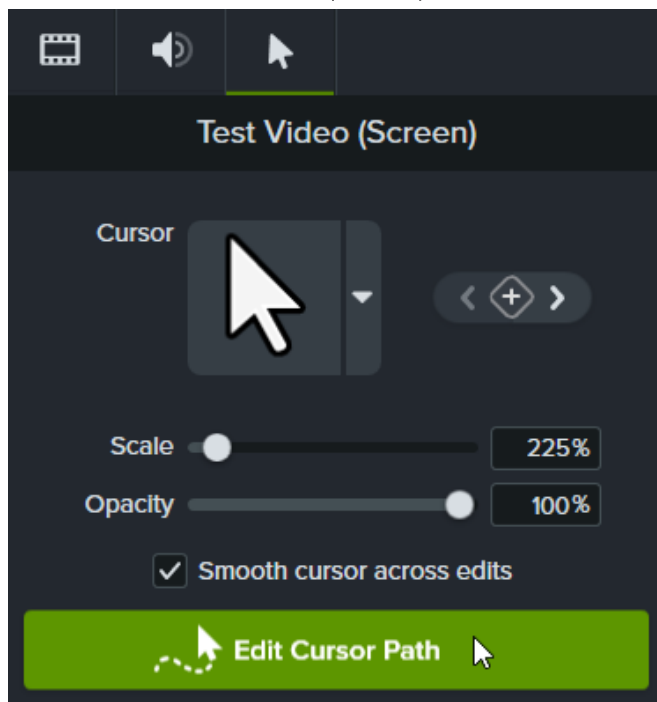 Test Video (Screen)
Cursor
Scale 225%
Opacity 100%
Smooth cursor across edits
Edit Cursor Path